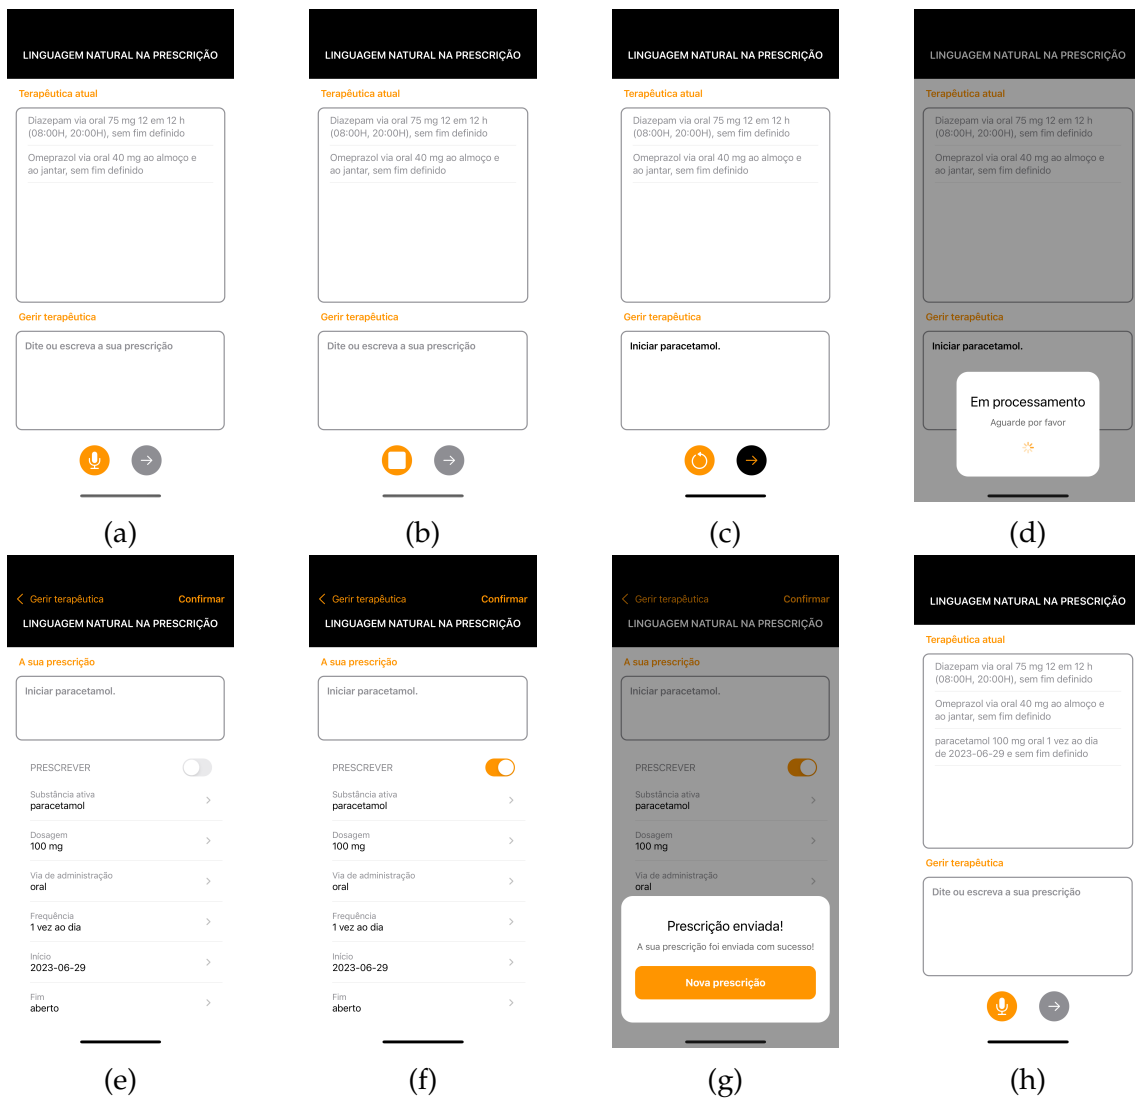 LINGUAGEM NATURAL NA PRESCRIÇÃO
Terapêutica atual
Diazepam via oral 75 mg 12 em 12 h
(08:00H, 20:00H), sem fim definido
Omeprazol via oral 40 mg ao almoço e
ao jantar, sem fim definido
Gerir terapêutica
Dite ou escreva a sua prescrição
(a)
LINGUAGEM NATURAL NA PRESCRIÇÃO
Terapêutica atual
Diazepam via oral 75 mg 12 em 12 h
(08:00H, 20:00H), sem fim definido
Omeprazol via oral 40 mg ao almoço e
ao jantar, sem fim definido
Gerir terapêutica
Dite ou escreva a sua prescrição
(b)
LINGUAGEM NATURAL NA PRESCRIÇÃO
Terapêutica atual
Diazepam via oral 75 mg 12 em 12 h
(08:00H, 20:00H), sem fim definido
Omeprazol via oral 40 mg ao almoço e
ao jantar, sem fim definido
Gerir terapêutica
Iniciar paracetamol.
(c)
LINGUAGEM NATURAL NA PRESCRIÇÃO
Terapêutica atual
Diazepam via oral 75 mg 12 em 12 h
(08:00H, 20:00H), sem fim definido
Omeprazol via oral 40 mg ao almoço e
ao jantar, sem fim definido
Gerir terapêutica
Iniciar paracetamol.
Em processamento
Aguarde por favor
(d)
Gerir terapêutica
Confirmar
LINGUAGEM NATURAL NA PRESCRIÇÃO
A sua prescrição
Iniciar paracetamol.
PRESCREVER
Substância ativa
paracetamol
Dosagem
100 mg
Via de administração
oral
Frequência
1 vez ao dia
Início
2023-06-29
Fim
aberto
(e)
Gerir terapêutica
Confirmar
LINGUAGEM NATURAL NA PRESCRIÇÃO
A sua prescrição
Iniciar paracetamol.
PRESCREVER
Substância ativa
paracetamol
Dosagem
100 mg
Via de administração
oral
Frequência
1 vez ao dia
Início
2023-06-29
Fim
aberto
(f)
Gerir terapêutica
Confirmar
LINGUAGEM NATURAL NA PRESCRIÇÃO
A sua prescrição
Iniciar paracetamol.
PRESCREVER
Substância ativa
paracetamol
Dosagem
100 mg
Via de administração
oral
Prescrição enviada!
A sua prescrição foi enviada com sucesso!
Nova prescrição
(g)
LINGUAGEM NATURAL NA PRESCRIÇÃO
Terapêutica atual
Diazepam via oral 75 mg 12 em 12 h
(08:00H, 20:00H), sem fim definido
Omeprazol via oral 40 mg ao almoço e
ao jantar, sem fim definido
paracetamol 100 mg oral 1 vez ao dia
de 2023-06-29 e sem fim definido
Gerir terapêutica
Dite ou escreva a sua prescrição
(h)